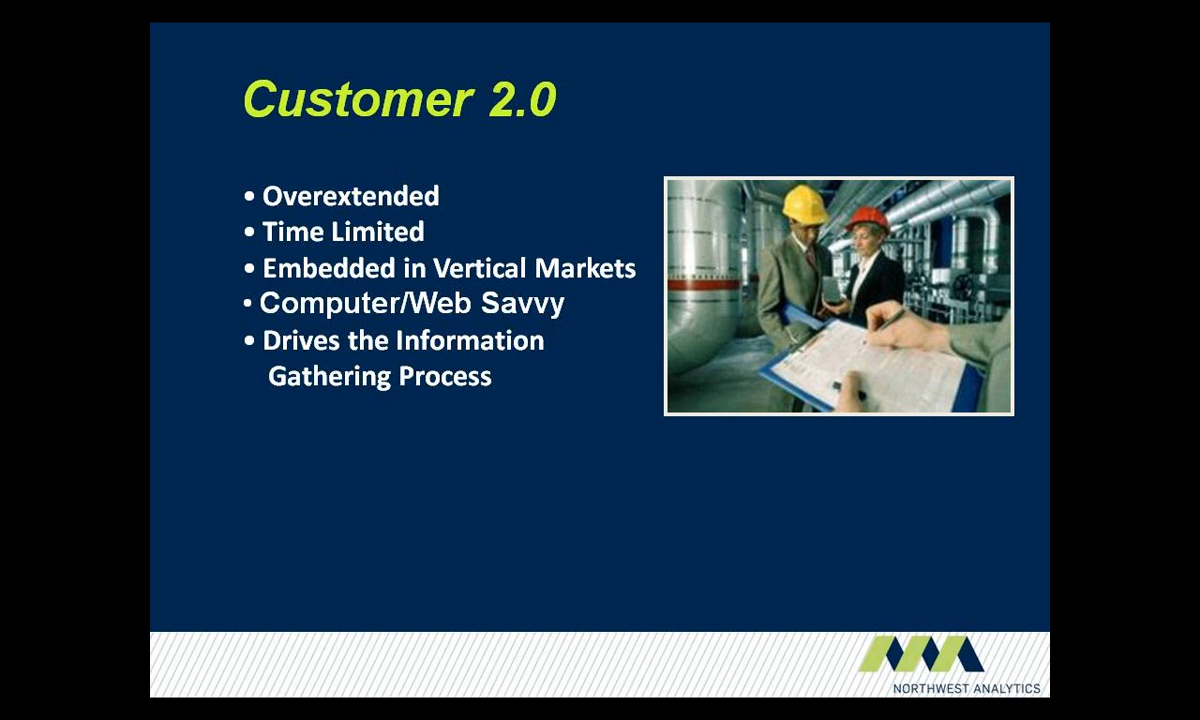 Customer 2.0
• Overextended
• Time Limited
• Embedded in Vertical Markets
• Computer/Web Savvy
• Drives the Information
Gathering Process
NORTHWEST ANALYTICS